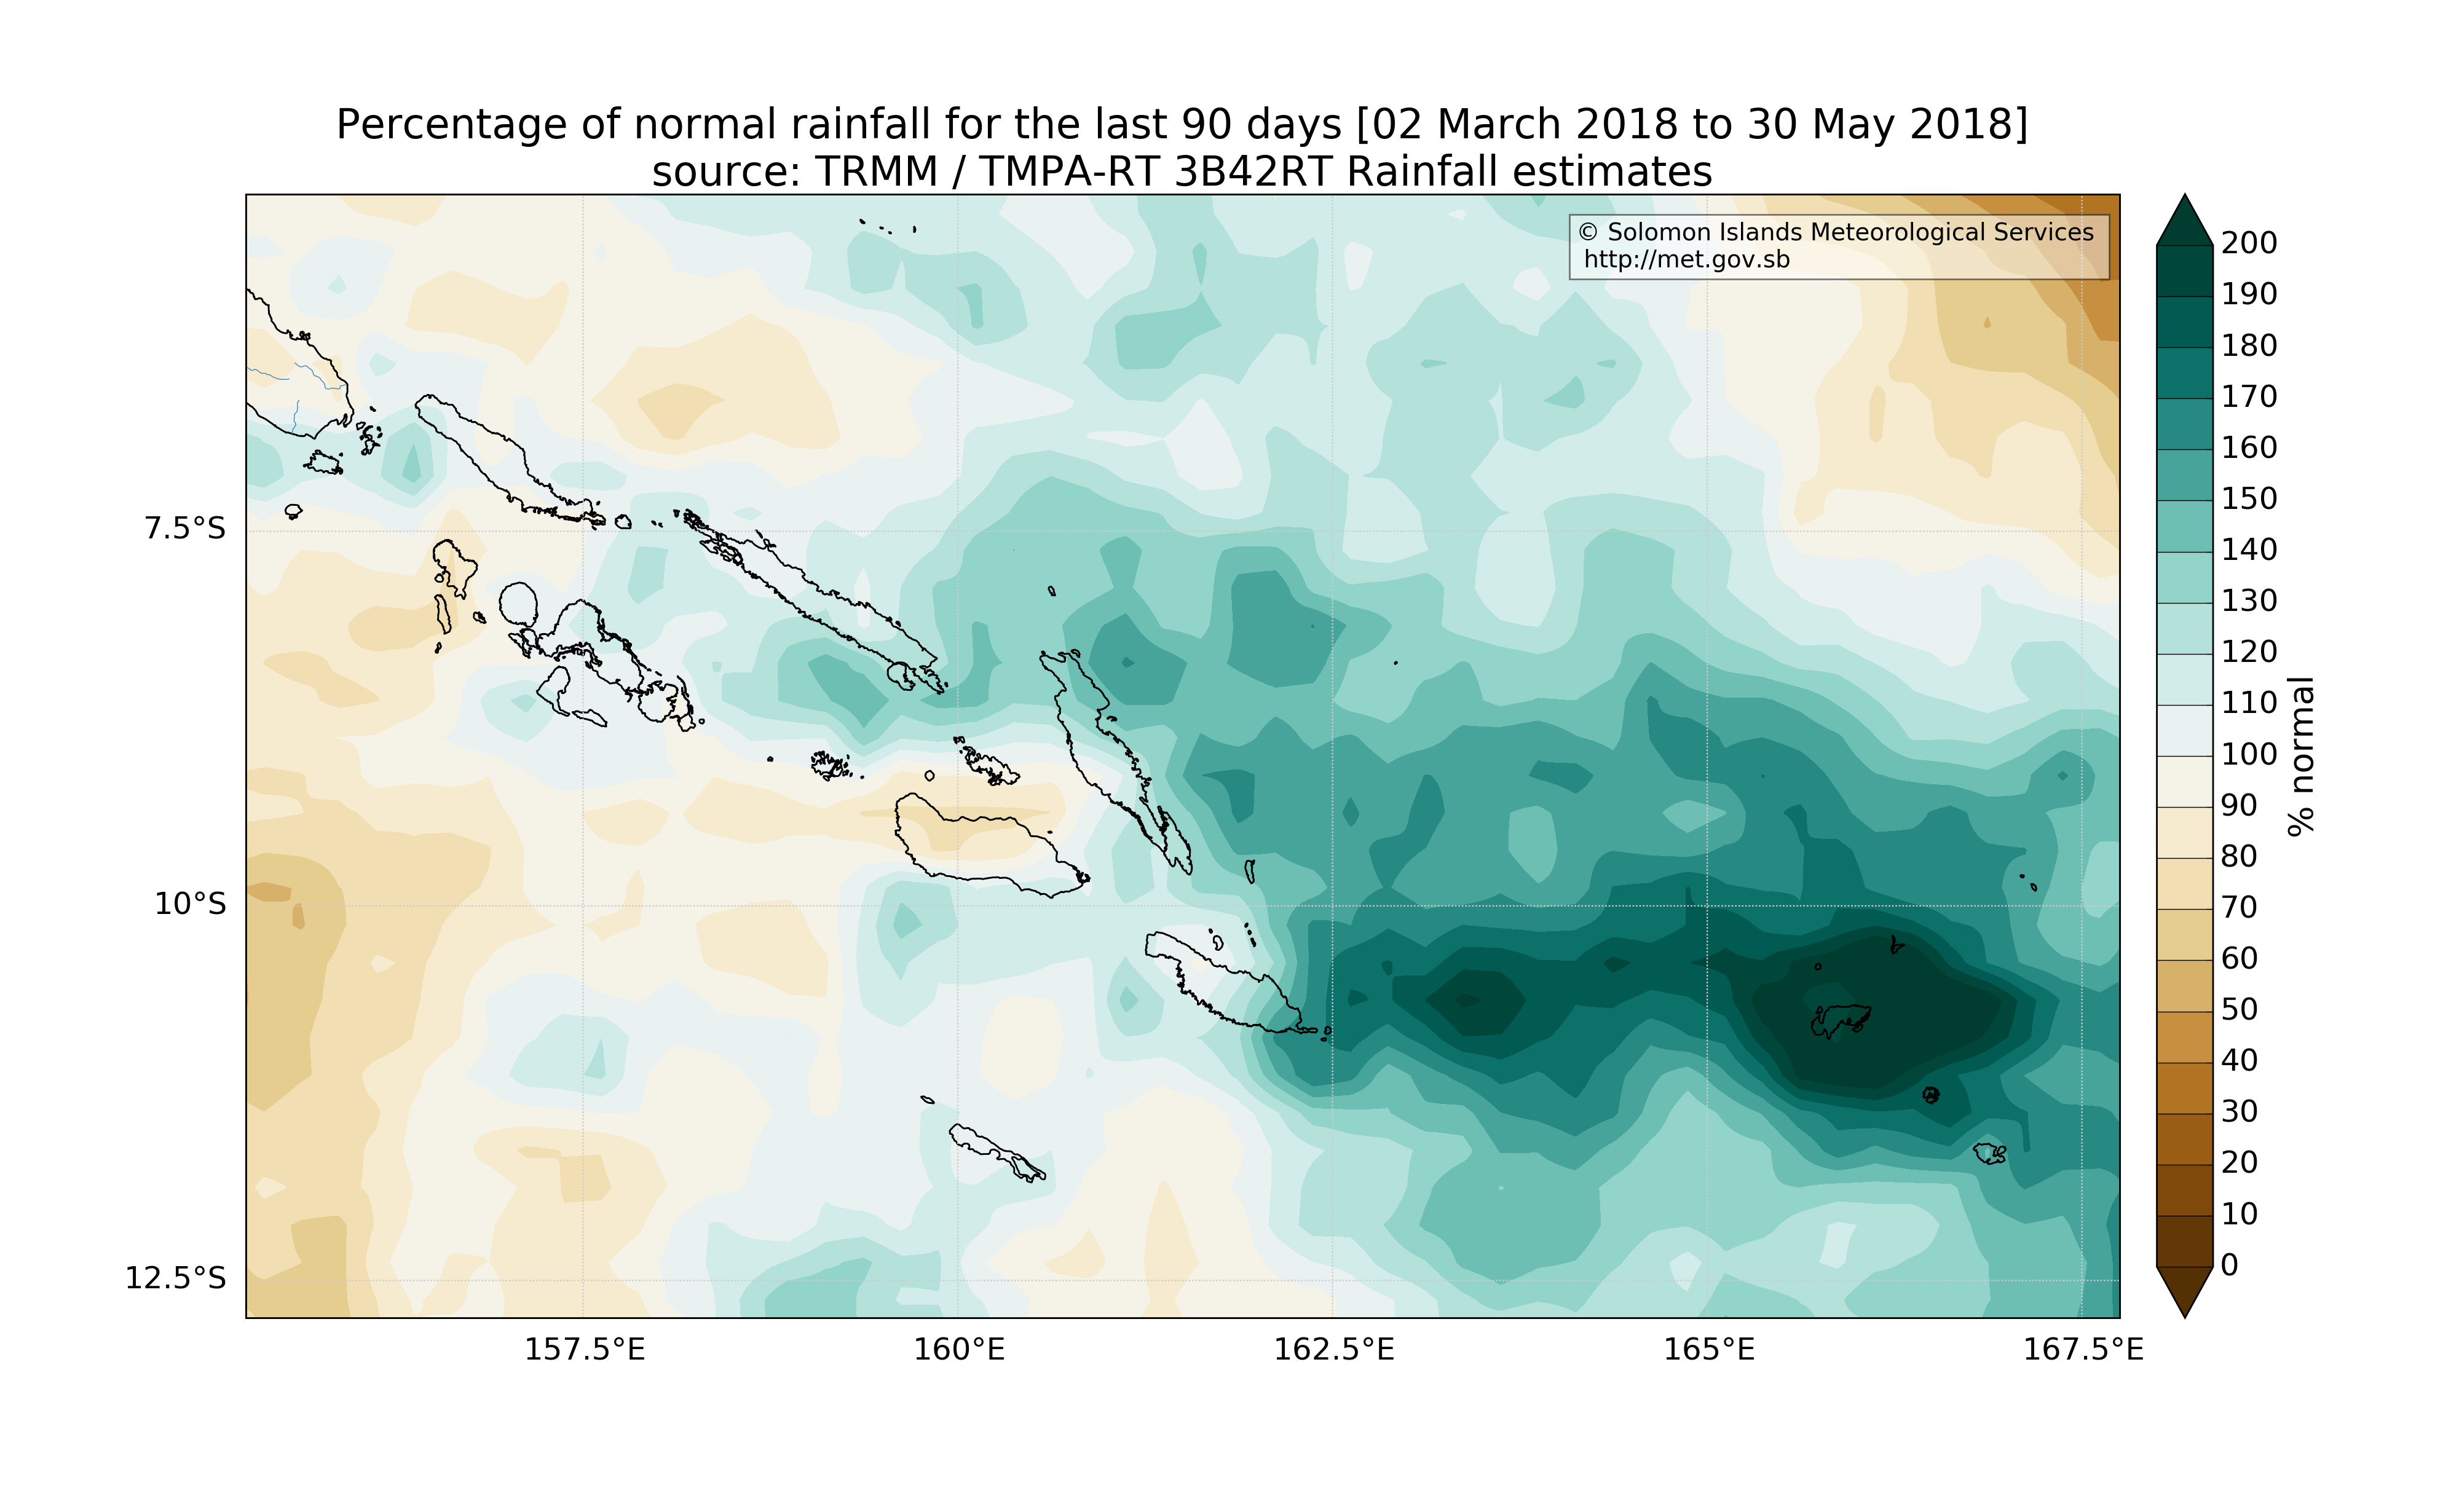 Percentage of normal rainfall for the last 90 days [02 March 2018 to 30 May 2018]
source: TRMM / TMPA-RT 3B42RT Rainfall estimates
© Solomon Islands Meteorological Services
http://met.gov.sb
7.5°S
10°S
12.5°S
157.5°E
160°E
162.5°E
165°E
167.5°E
200
190
180
170
160
150
140
130
120
110
100
90
80
70
60
50
40
30
20
10
0
% normal